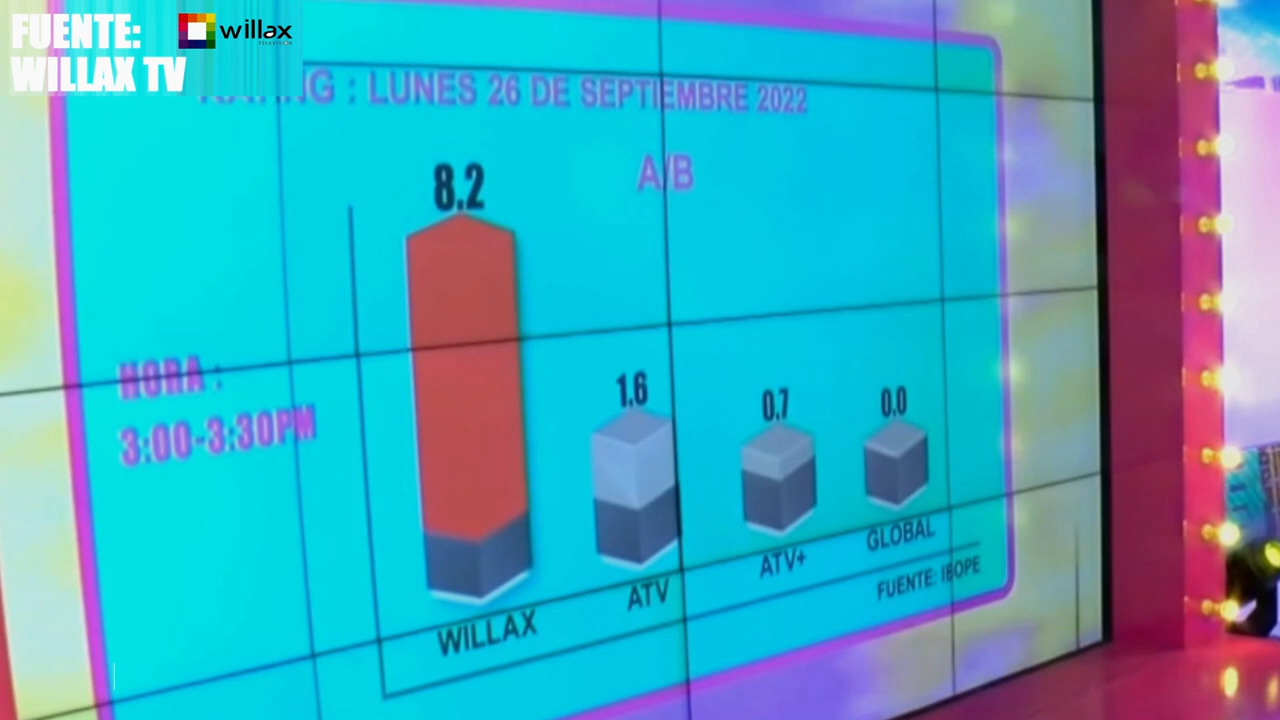 FUENTE:
WILLAX TV
willax
TELEVISION
RATING : LUNES 26 DE SEPTIEMBRE 2022
A/B
8.2
1.6
0.7
0.0
HORA :
3:00-3:30PM
WILLAX
ATV
ATV+
GLOBAL
FUENTE: IBOPE